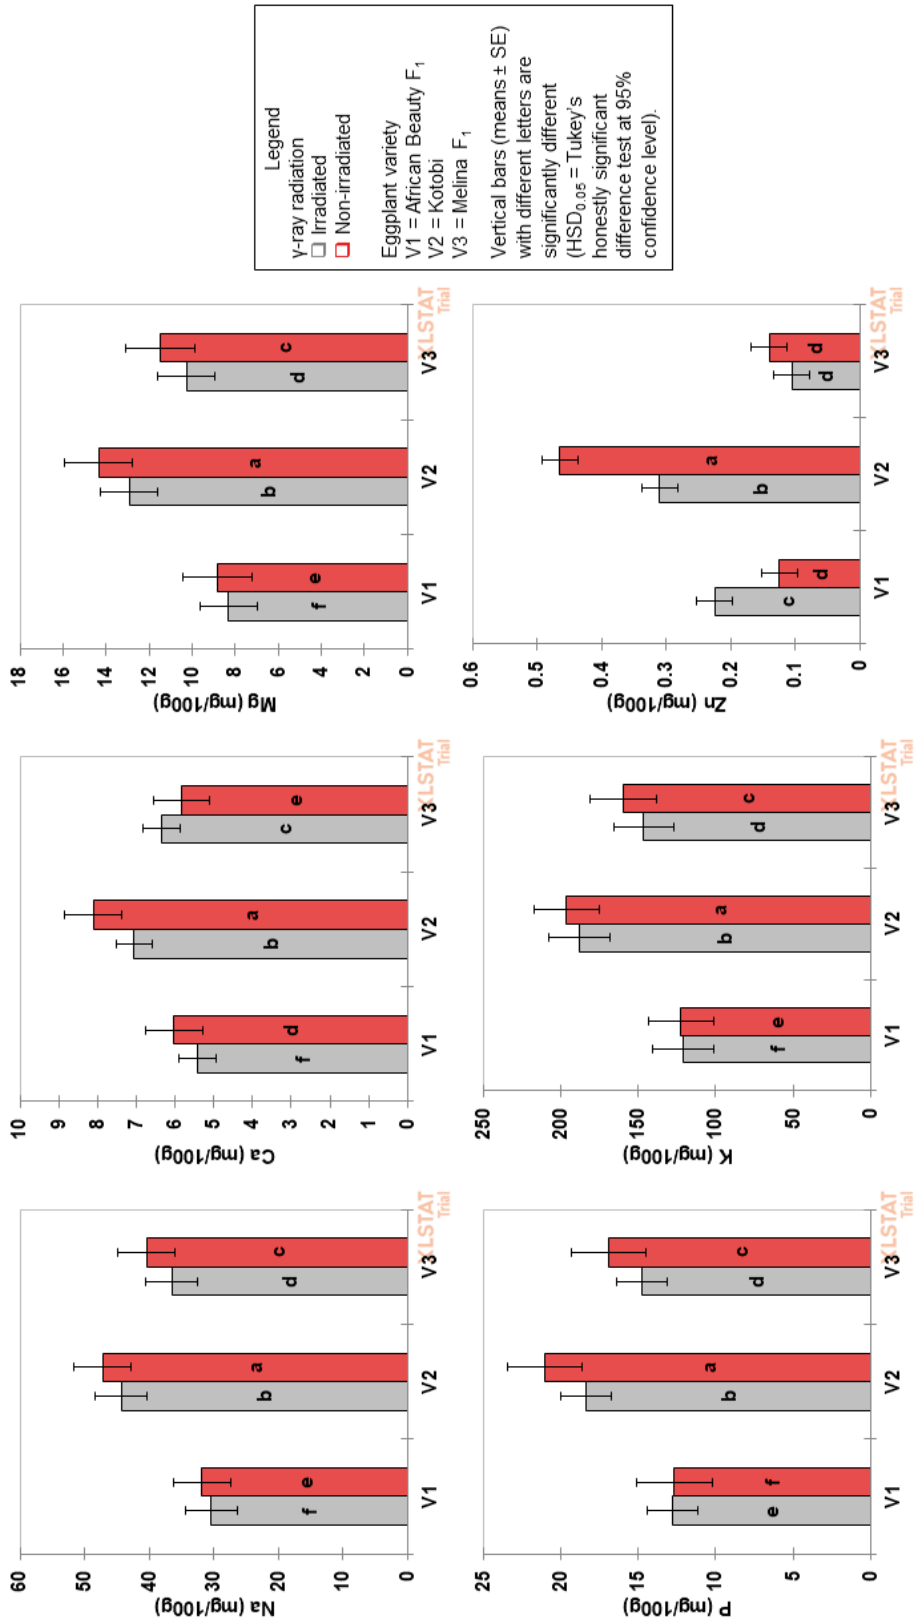 60
50
40
30
20
10
0
Na (mg/100g)
f
e
b
a
d
c
V1
V2
V3
XLSTAT
Trial
10
9
8
7
6
5
4
3
2
1
0
Ca (mg/100g)
f
d
b
a
c
e
V1
V2
V3
XLSTAT
Trial
18
16
14
12
10
8
6
4
2
0
Mg (mg/100g)
f
e
b
a
d
c
V1
V2
V3
XLSTAT
Trial
Legend
γ-ray radiation
Irradiated
Non-irradiated
Eggplant variety
V1 = African Beauty F1
V2 = Kotobi
V3 = Melina F1
Vertical bars (means ± SE)
with different letters are
significantly different
(HSD0.05 = Tukey's
honestly significant
difference test at 95%
confidence level).
25
20
15
10
5
0
P (mg/100g)
e
f
b
a
d
c
V1
V2
V3
XLSTAT
Trial
250
200
150
100
50
0
K (mg/100g)
f
e
b
a
d
c
V1
V2
V3
XLSTAT
Trial
0.6
0.5
0.4
0.3
0.2
0.1
0
Zn (mg/100g)
c
d
b
a
d
d
V1
V2
V3
XLSTAT
Trial